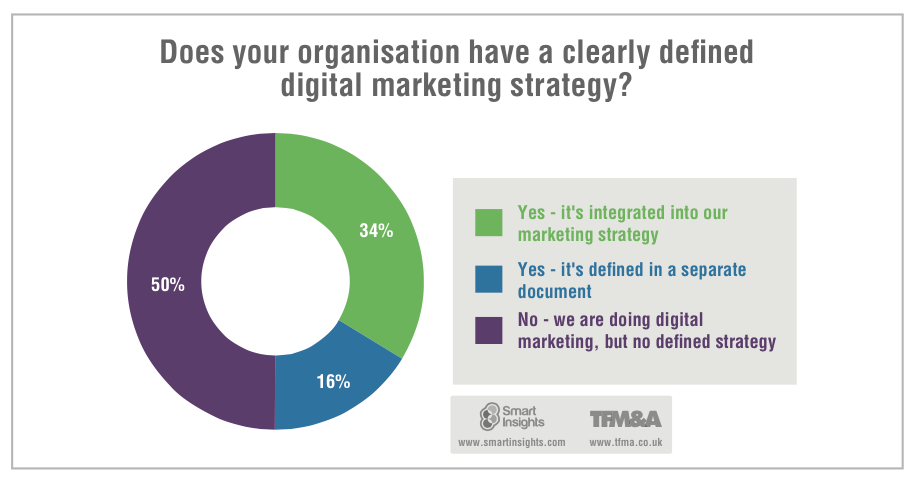 Does your organisation have a clearly defined
digital marketing strategy?
34%
50%
16%
Yes - it's integrated into our
marketing strategy
Yes - it's defined in a separate
document
No - we are doing digital
marketing, but no defined strategy
Smart
Insights
www.smartinsights.com
TFM&A
www.tfma.co.uk